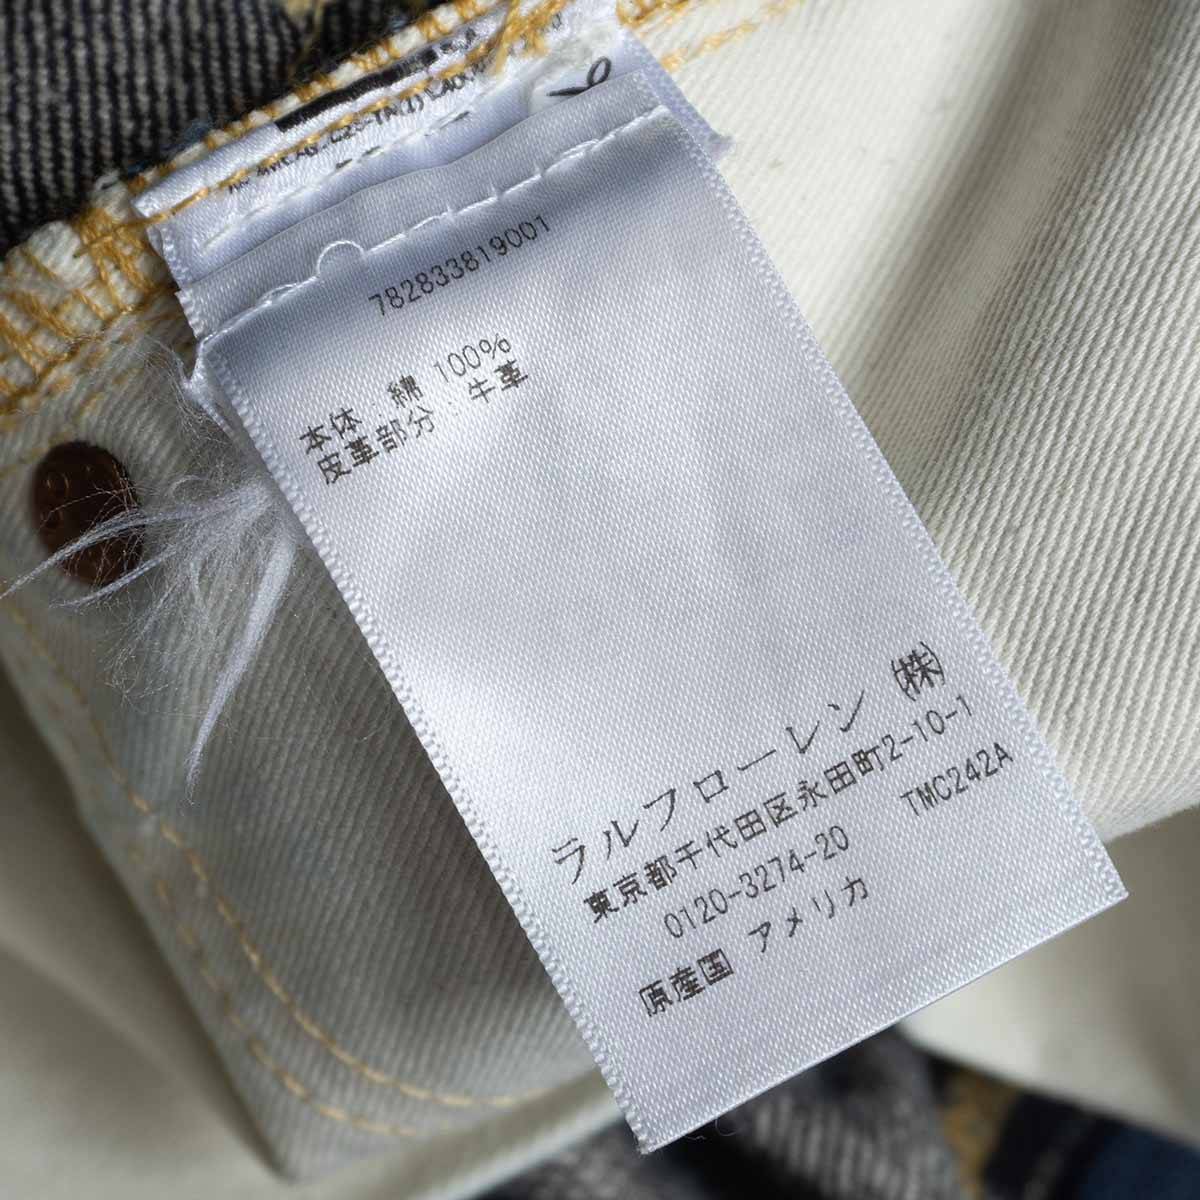 782833819001
本体：綿 100%
皮革部分：牛革
ラルフローレン ㈱
東京都千代田区永田町2-10-1
0120-3274-20 TMC242A
原産国 アメリカ